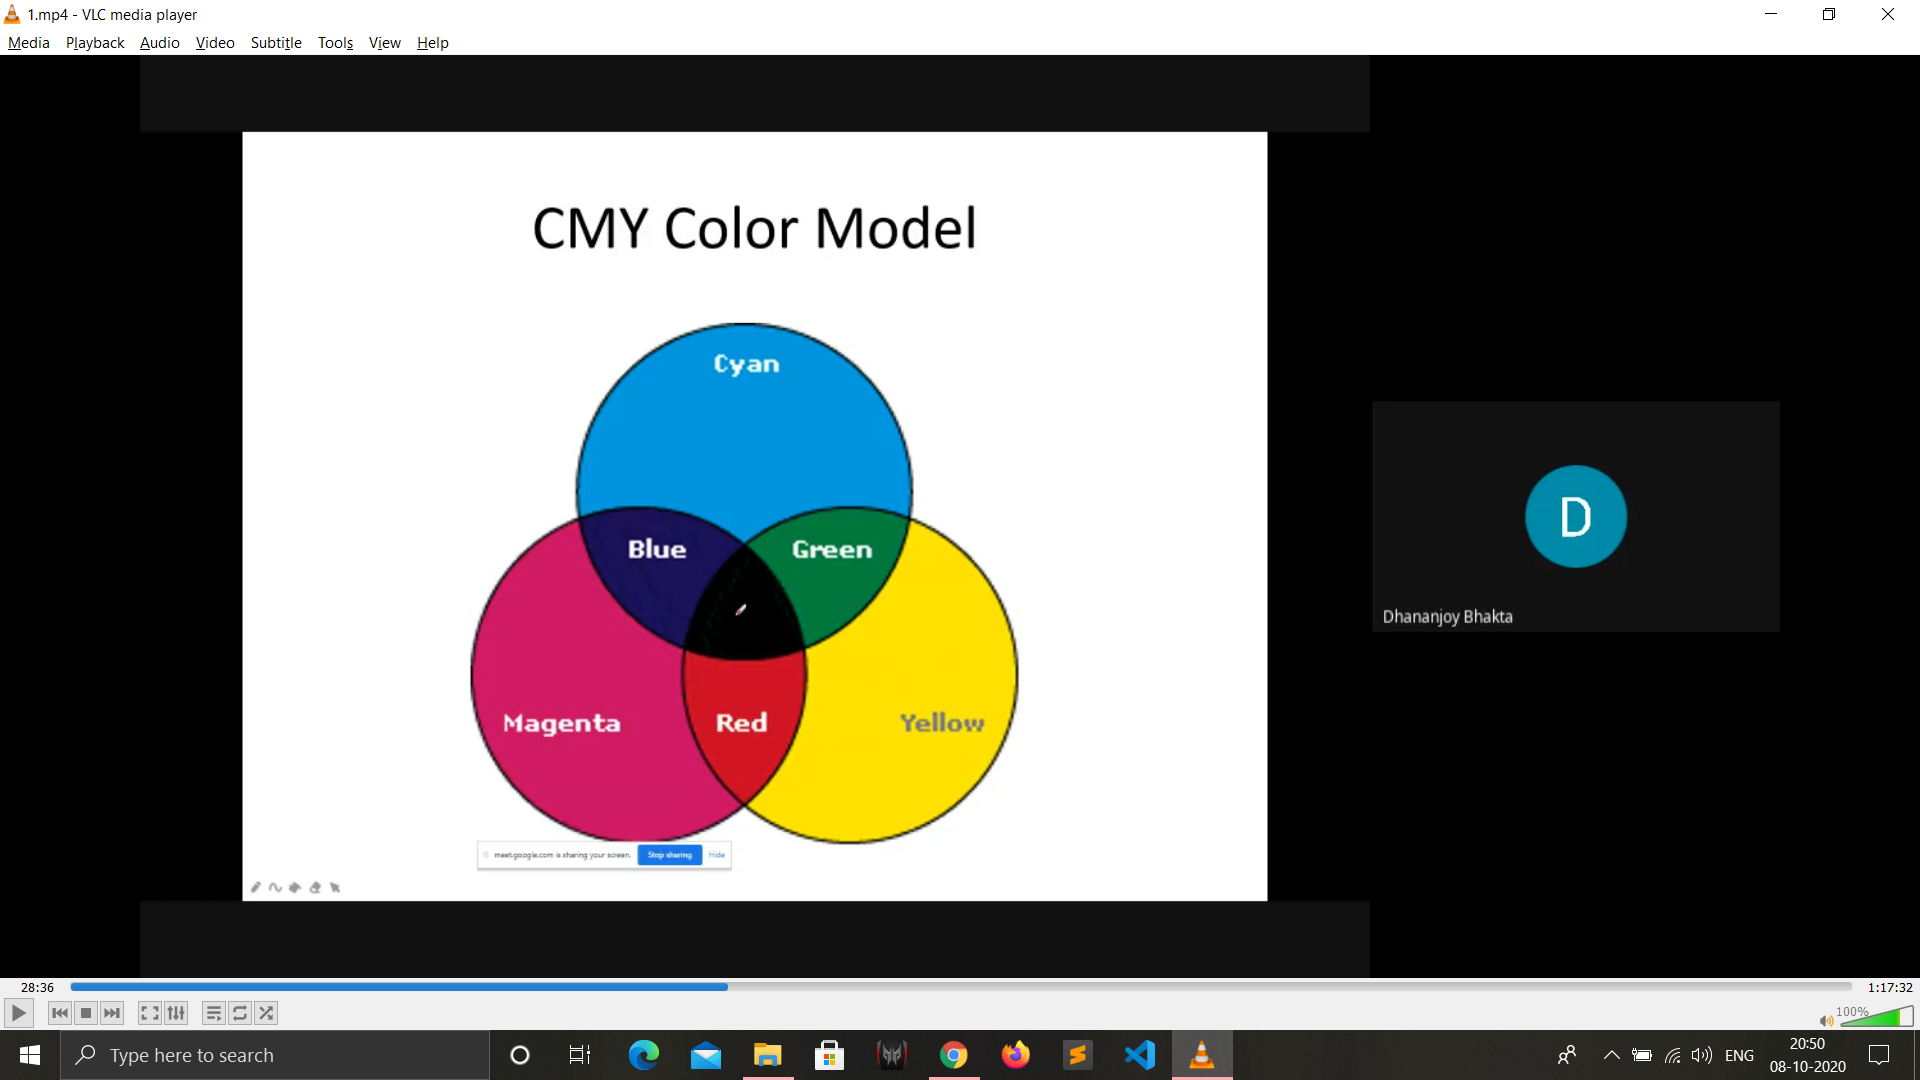 1.mp4 - VLC media player
Media Playback Audio Video Subtitle Tools View Help
CMY Color Model
Cyan
Blue
Green
Magenta
Red
Yellow
D
Dhananjoy Bhakta
meet.google.com is sharing your screen. Stop sharing Hide
28:36
1:17:32
100%
Type here to search
ENG
20:50
08-10-2020